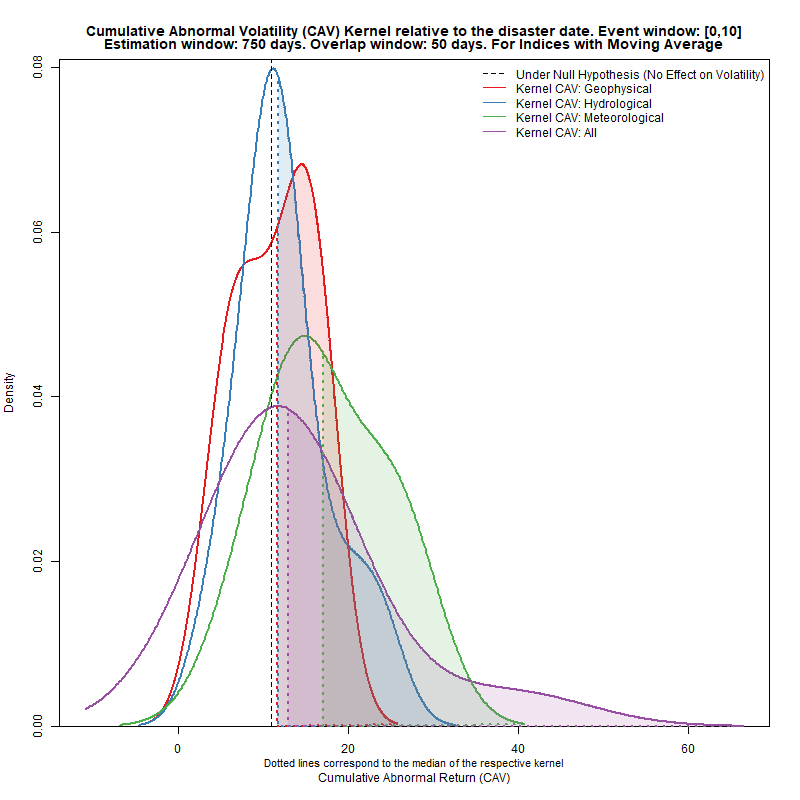 Cumulative Abnormal Volatility (CAV) Kernel relative to the disaster date. Event window: [0,10]
Estimation window: 750 days. Overlap window: 50 days. For Indices with Moving Average
Under Null Hypothesis (No Effect on Volatility)
Kernel CAV: Geophysical
Kernel CAV: Hydrological
Kernel CAV: Meteorological
Kernel CAV: All
Density
0.08
0.06
0.04
0.02
0.00
0 20 40 60
Dotted lines correspond to the median of the respective kernel
Cumulative Abnormal Return (CAV)